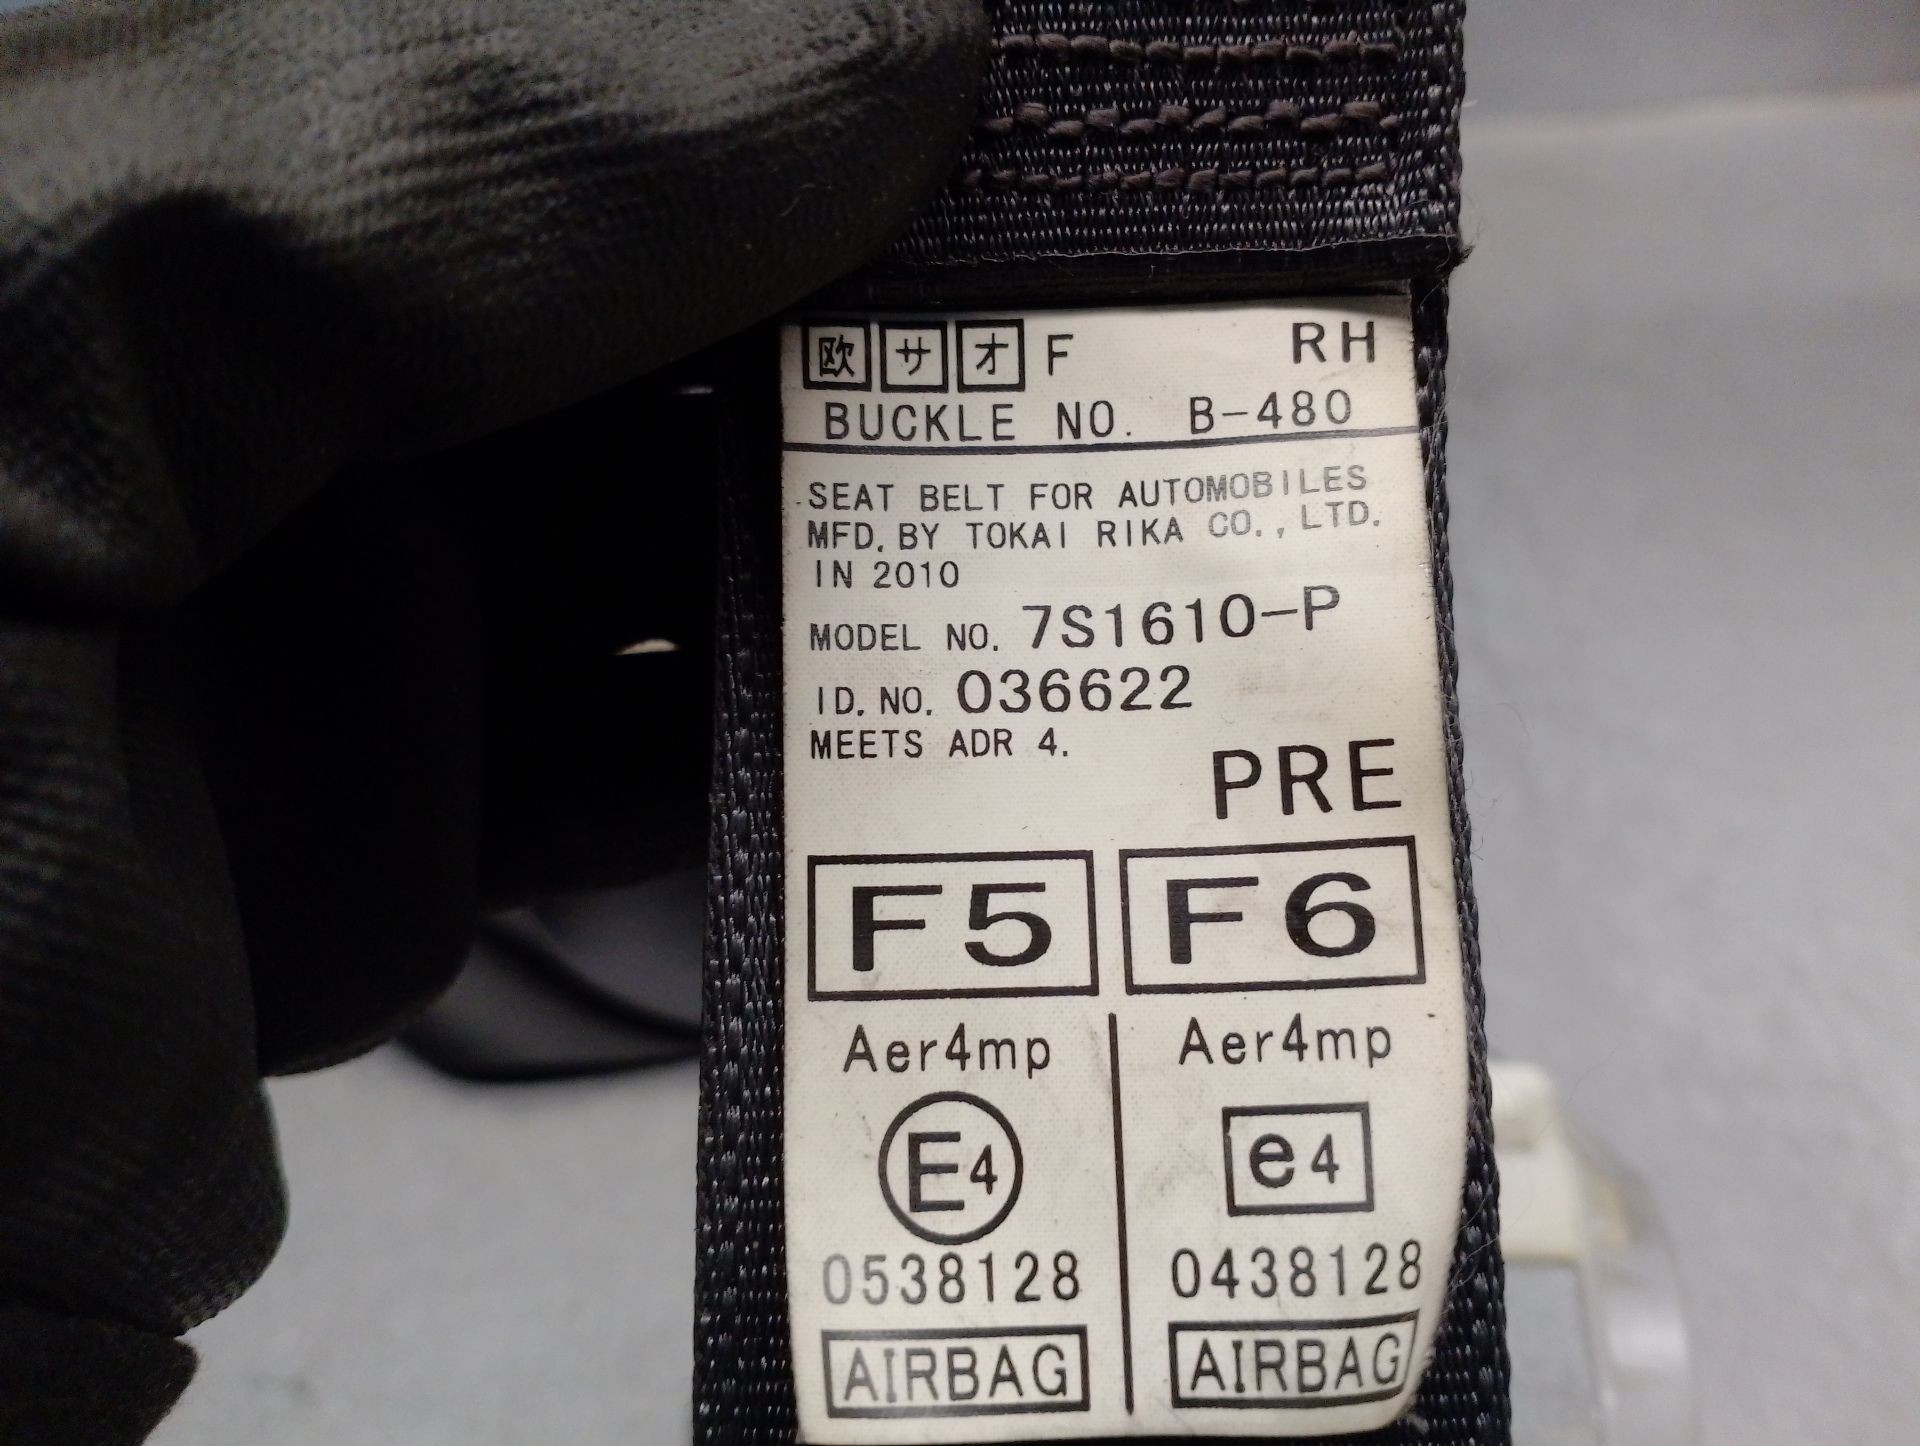 欧 サ オ F RH
BUCKLE NO. B-480
SEAT BELT FOR AUTOMOBILES
MFD. BY TOKAI RIKA CO., LTD.
IN 2010
MODEL NO. 7S1610-P
ID. NO. 036622
MEETS ADR 4.
PRE
F5 F6
Aer4mp Aer4mp
E4 e4
0538128 0438128
AIRBAG AIRBAG